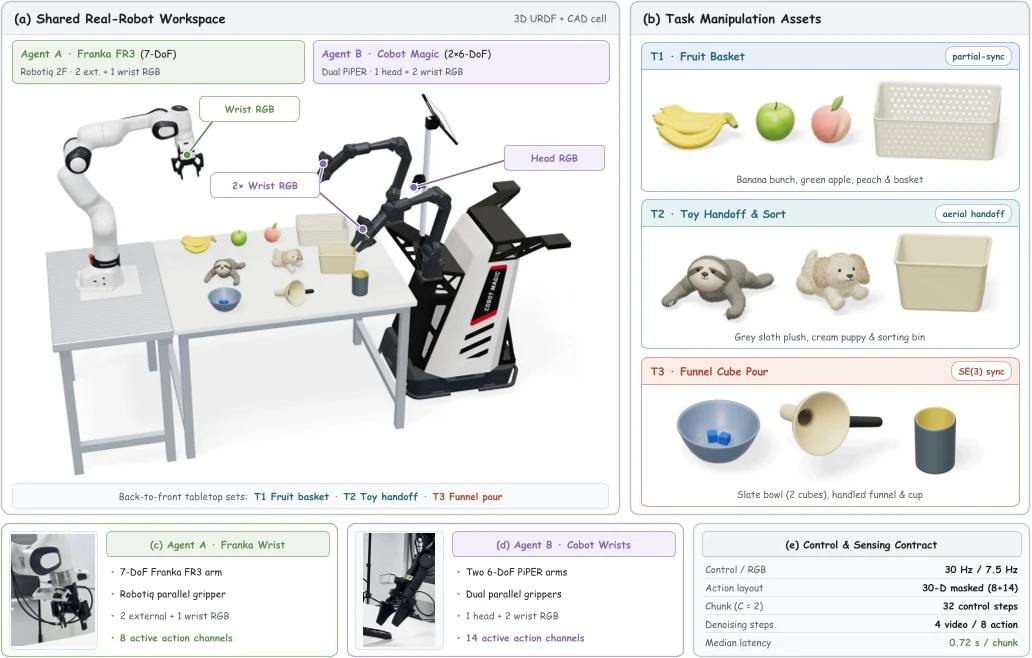 (a) Shared Real-Robot Workspace
3D URDF + CAD cell
Agent A · Franka FR3 (7-DoF)
Robotiq 2F · 2 ext. + 1 wrist RGB
Agent B · Cobot Magic (2×6-DoF)
Dual PiPER · 1 head + 2 wrist RGB
Wrist RGB
Head RGB
2× Wrist RGB
COBOT MAGIC
Back-to-front tabletop sets: T1 Fruit basket · T2 Toy handoff · T3 Funnel pour
(b) Task Manipulation Assets
T1 · Fruit Basket
partial-sync
Banana bunch, green apple, peach & basket
T2 · Toy Handoff & Sort
aerial handoff
Grey sloth plush, cream puppy & sorting bin
T3 · Funnel Cube Pour
SE(3) sync
Slate bowl (2 cubes), handled funnel & cup
(c) Agent A · Franka Wrist
· 7-DoF Franka FR3 arm
· Robotiq parallel gripper
· 2 external + 1 wrist RGB
· 8 active action channels
(d) Agent B · Cobot Wrists
· Two 6-DoF PiPER arms
· Dual parallel grippers
· 1 head + 2 wrist RGB
· 14 active action channels
(e) Control & Sensing Contract
Control / RGB 30 Hz / 7.5 Hz
Action layout 30-D masked (8+14)
Chunk (C = 2) 32 control steps
Denoising steps 4 video / 8 action
Median latency 0.72 s / chunk